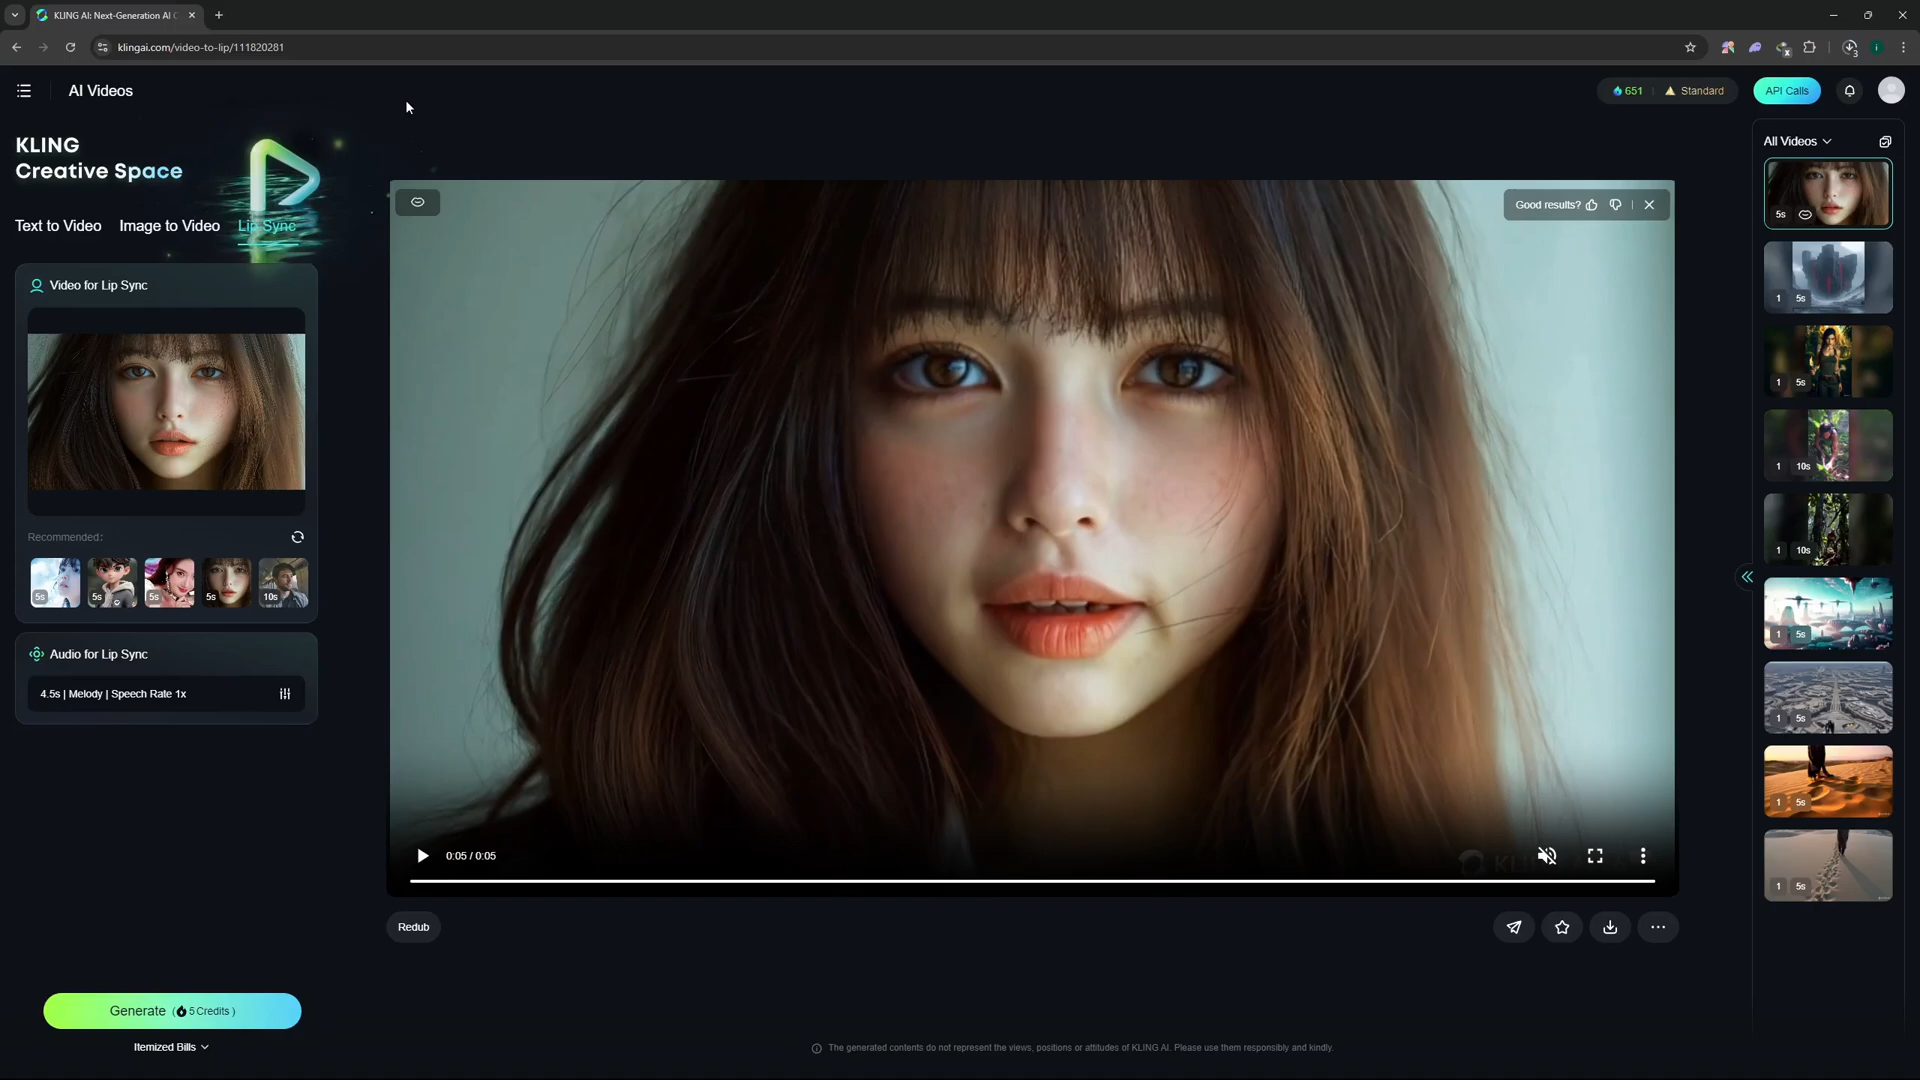 KLING AI: Next-Generation AI C
klingai.com/video-to-lip/111820281
3
i
AI Videos
651
Standard
API Calls
KLING
Creative Space
Text to Video
Image to Video
Lip Sync
Video for Lip Sync
Recommended:
5s
5s
5s
5s
10s
Audio for Lip Sync
4.5s | Melody | Speech Rate 1x
Generate ( 5 Credits )
Itemized Bills
Good results?
0:05 / 0:05
KL
Redub
The generated contents do not represent the views, positions or attitudes of KLING AI. Please use them responsibly and kindly.
All Videos
5s
1 5s
1 5s
1 10s
1 10s
1 5s
1 5s
1 5s
1 5s